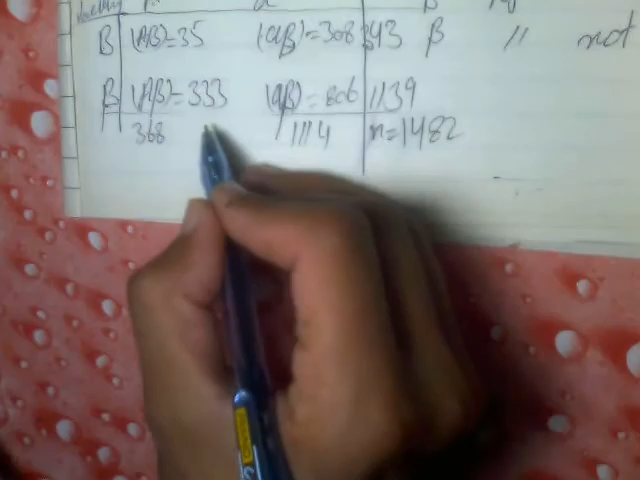 B (AB)=35 (αB)=308 343 β " not
β (Aβ)=333 (αβ)=806 1139
368 1114 n=1482